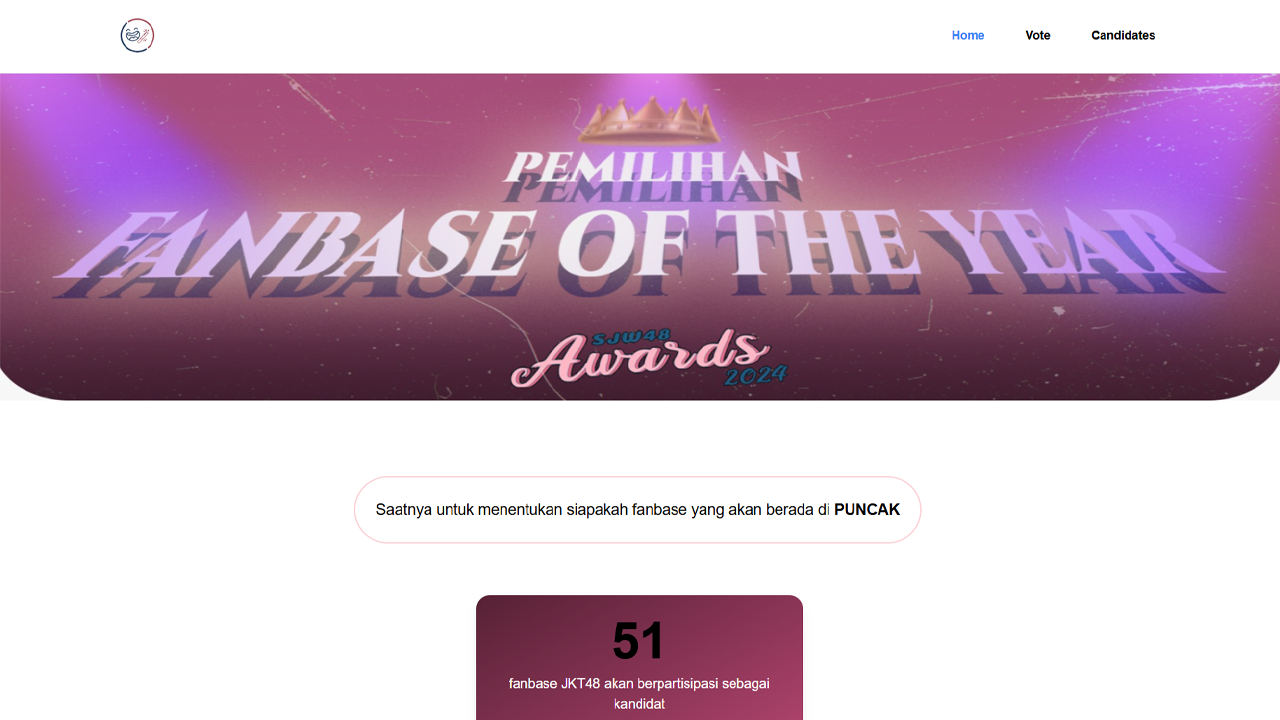 Home
Vote
Candidates
PEMILIHAN
FANBASE OF THE YEAR
SJW48
Awards
2024
Saatnya untuk menentukan siapakah fanbase yang akan berada di PUNCAK
51
fanbase JKT48 akan berpartisipasi sebagai
kandidat